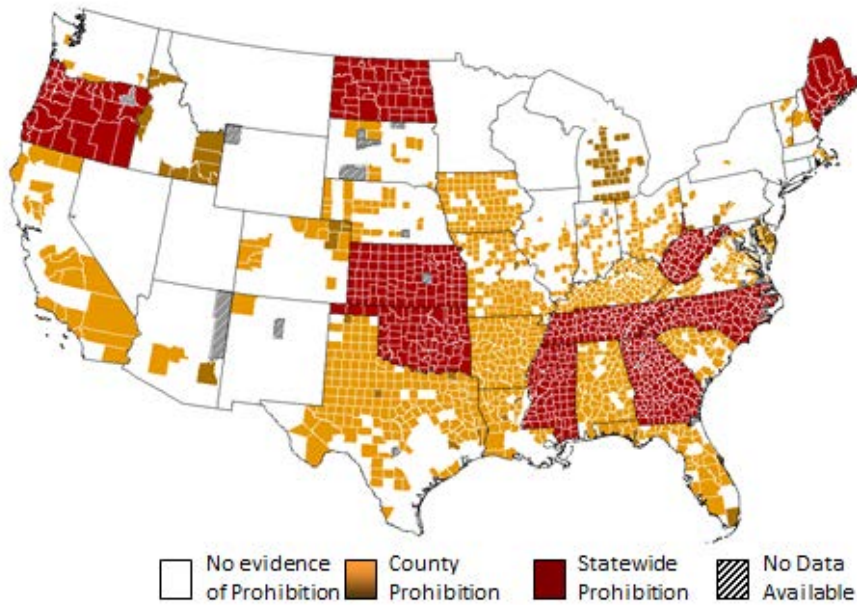 No evidence of Prohibition
County Prohibition
Statewide Prohibition
No Data Available